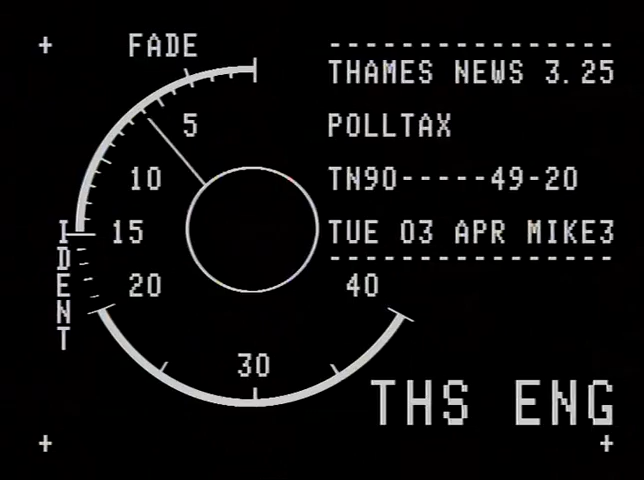 FADE
THAMES NEWS 3.25
POLLTAX
TN90-----49-20
TUE 03 APR MIKE3
5
10
15
20
30
40
IDENT
THS ENG